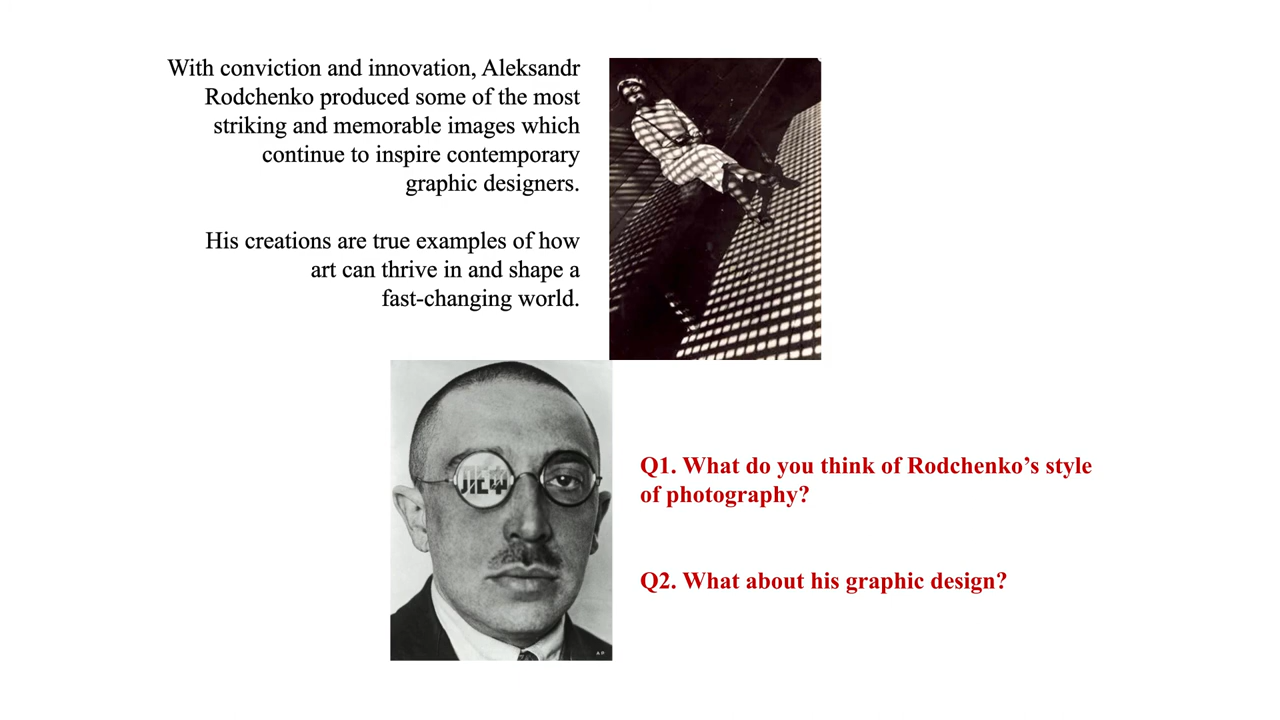 With conviction and innovation, Aleksandr
Rodchenko produced some of the most
striking and memorable images which
continue to inspire contemporary
graphic designers.
His creations are true examples of how
art can thrive in and shape a
fast-changing world.
ЛЕФ
Q1. What do you think of Rodchenko’s style
of photography?
Q2. What about his graphic design?